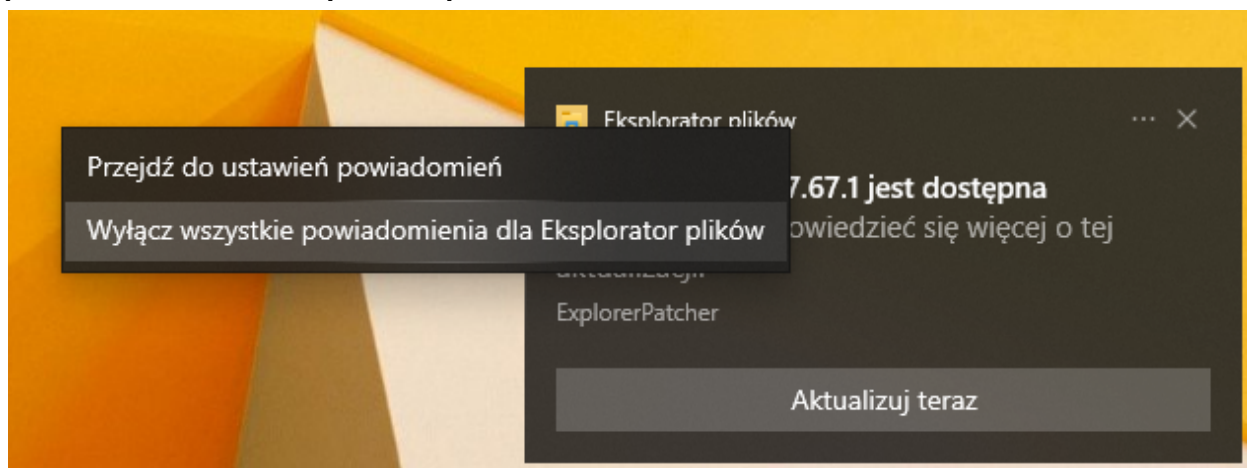 Eksplorator plików
Przejdź do ustawień powiadomień
7.67.1 jest dostępna
Wyłącz wszystkie powiadomienia dla Eksplorator plików
owiedzieć się więcej o tej
aktualizacji.
ExplorerPatcher
Aktualizuj teraz